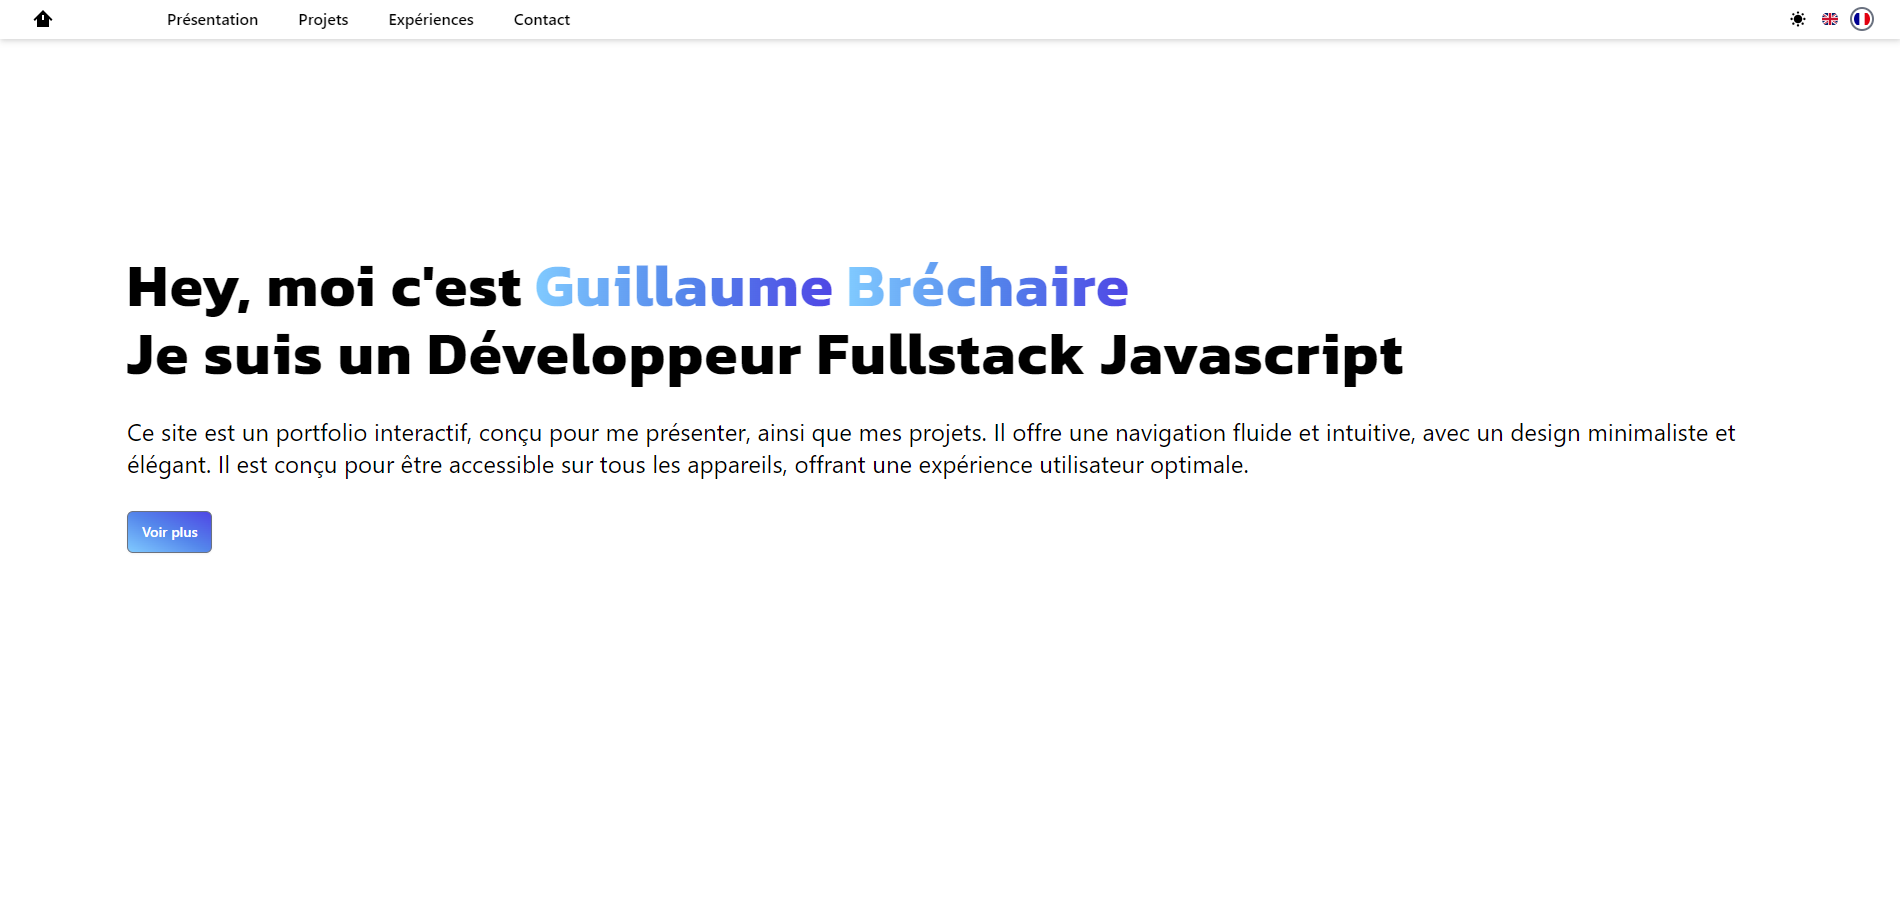 Présentation Projets Expériences Contact
Hey, moi c'est Guillaume Bréchaire
Je suis un Développeur Fullstack Javascript
Ce site est un portfolio interactif, conçu pour me présenter, ainsi que mes projets. Il offre une navigation fluide et intuitive, avec un design minimaliste et
élégant. Il est conçu pour être accessible sur tous les appareils, offrant une expérience utilisateur optimale.
Voir plus